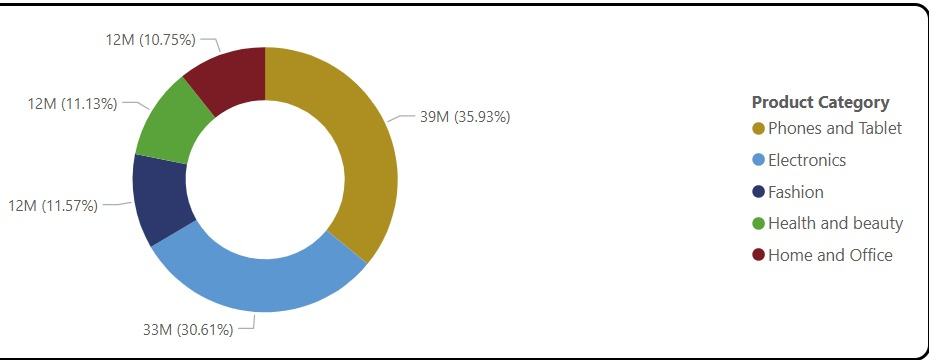 12M (10.75%)
12M (11.13%)
39M (35.93%)
12M (11.57%)
33M (30.61%)
Product Category
Phones and Tablet
Electronics
Fashion
Health and beauty
Home and Office